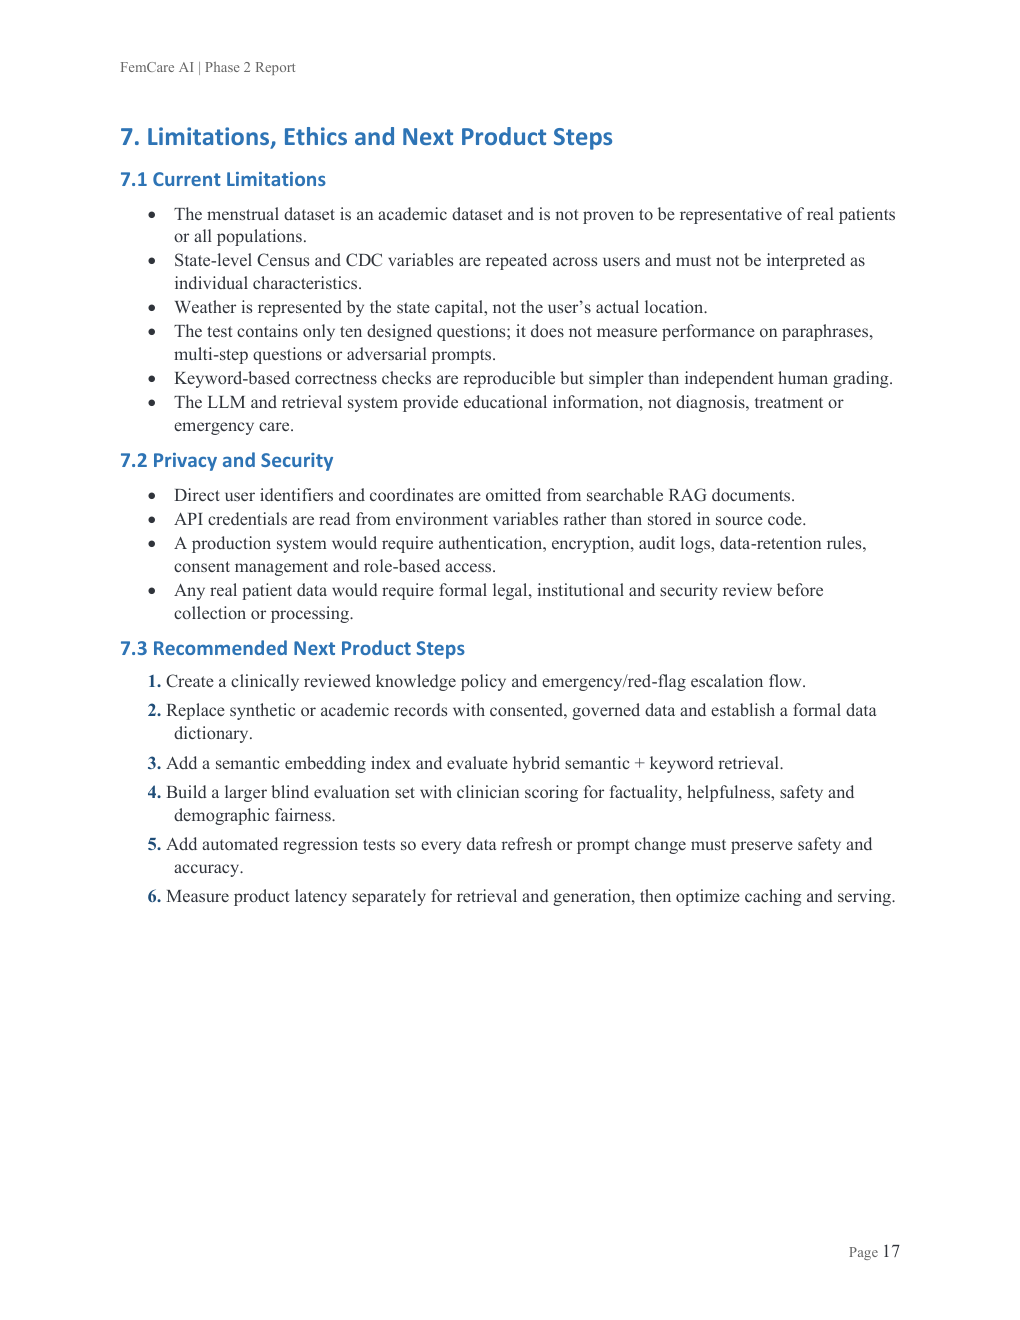 FemCare AI | Phase 2 Report
7. Limitations, Ethics and Next Product Steps
7.1 Current Limitations
• The menstrual dataset is an academic dataset and is not proven to be representative of real patients
or all populations.
• State-level Census and CDC variables are repeated across users and must not be interpreted as
individual characteristics.
• Weather is represented by the state capital, not the user’s actual location.
• The test contains only ten designed questions; it does not measure performance on paraphrases,
multi-step questions or adversarial prompts.
• Keyword-based correctness checks are reproducible but simpler than independent human grading.
• The LLM and retrieval system provide educational information, not diagnosis, treatment or
emergency care.
7.2 Privacy and Security
• Direct user identifiers and coordinates are omitted from searchable RAG documents.
• API credentials are read from environment variables rather than stored in source code.
• A production system would require authentication, encryption, audit logs, data-retention rules,
consent management and role-based access.
• Any real patient data would require formal legal, institutional and security review before
collection or processing.
7.3 Recommended Next Product Steps
1. Create a clinically reviewed knowledge policy and emergency/red-flag escalation flow.
2. Replace synthetic or academic records with consented, governed data and establish a formal data
dictionary.
3. Add a semantic embedding index and evaluate hybrid semantic + keyword retrieval.
4. Build a larger blind evaluation set with clinician scoring for factuality, helpfulness, safety and
demographic fairness.
5. Add automated regression tests so every data refresh or prompt change must preserve safety and
accuracy.
6. Measure product latency separately for retrieval and generation, then optimize caching and serving.
Page 17